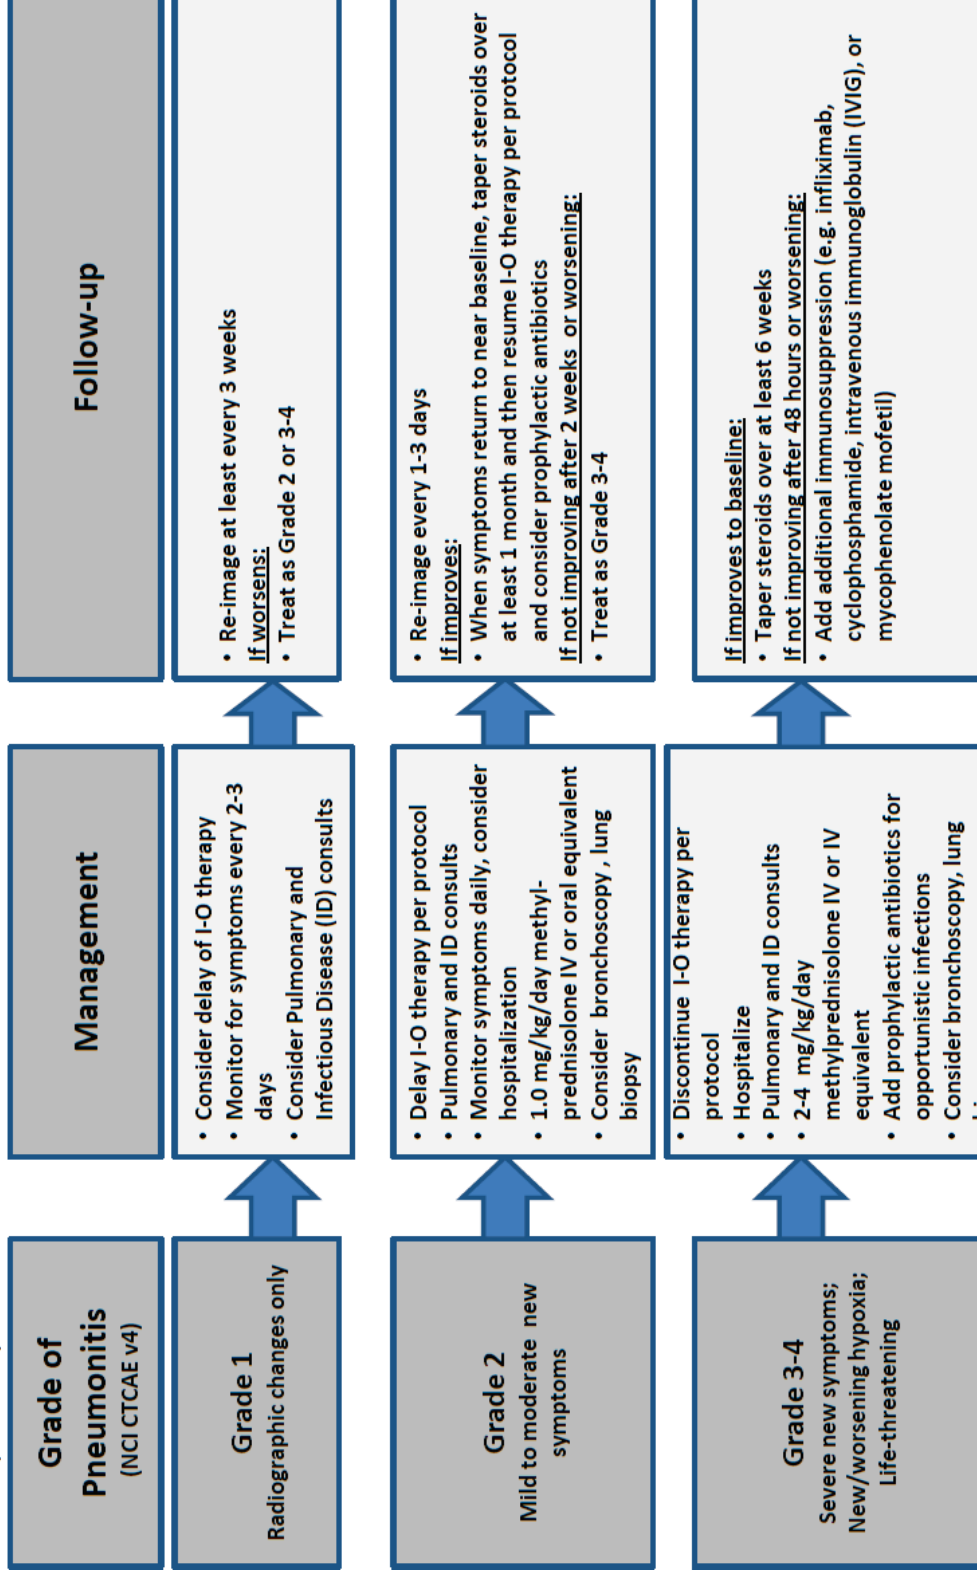 Grade of
Pneumonitis
(NCI CTCAE v4)
Management
Follow-up
Grade 1
Radiographic changes only
• Consider delay of I-O therapy
• Monitor for symptoms every 2-3
days
• Consider Pulmonary and
Infectious Disease (ID) consults
• Re-image at least every 3 weeks
If worsens:
• Treat as Grade 2 or 3-4
Grade 2
Mild to moderate new
symptoms
• Delay I-O therapy per protocol
• Pulmonary and ID consults
• Monitor symptoms daily, consider
hospitalization
• 1.0 mg/kg/day methyl-
prednisolone IV or oral equivalent
• Consider bronchoscopy , lung
biopsy
• Re-image every 1-3 days
If improves:
• When symptoms return to near baseline, taper steroids over
at least 1 month and then resume I-O therapy per protocol
and consider prophylactic antibiotics
If not improving after 2 weeks or worsening:
• Treat as Grade 3-4
Grade 3-4
Severe new symptoms;
New/worsening hypoxia;
Life-threatening
• Discontinue I-O therapy per
protocol
• Hospitalize
• Pulmonary and ID consults
• 2-4 mg/kg/day
methylprednisolone IV or IV
equivalent
• Add prophylactic antibiotics for
opportunistic infections
• Consider bronchoscopy, lung
If improves to baseline:
• Taper steroids over at least 6 weeks
If not improving after 48 hours or worsening:
• Add additional immunosuppression (e.g. infliximab,
cyclophosphamide, intravenous immunoglobulin (IVIG), or
mycophenolate mofetil)